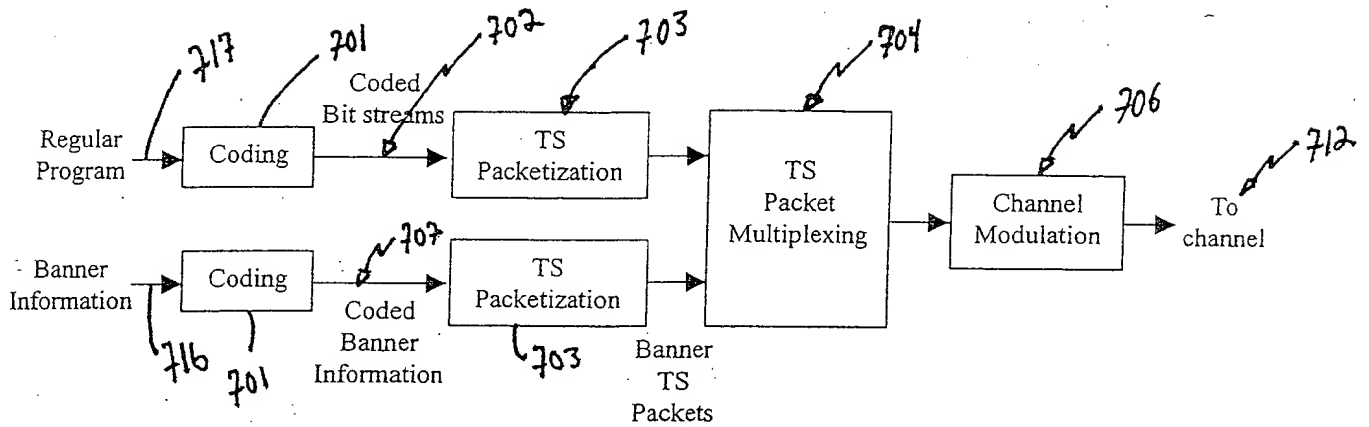 717
701
702
703
704
706
712
Regular
Program
Coding
Coded
Bit streams
TS
Packetization
TS
Packet
Multiplexing
Channel
Modulation
To
channel
Banner
Information
Coding
707
Coded
Banner
Information
TS
Packetization
Banner
TS
Packets
716
701
703